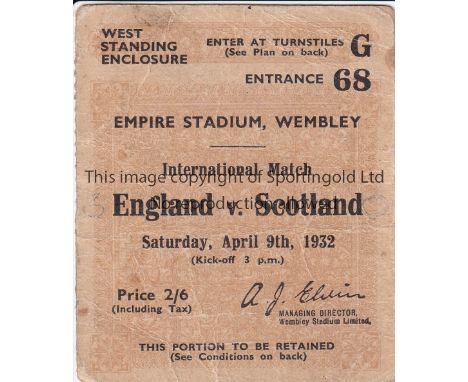 WEST
STANDING
ENCLOSURE
ENTER AT TURNSTILES G
(See Plan on back)
ENTRANCE 68
EMPIRE STADIUM, WEMBLEY
International Match
This image copyright of Sportingold Ltd
England v. Scotland
No reproduction allowed
Saturday, April 9th, 1932
(Kick-off 3 p.m.)
Price 2/6
(Including Tax)
A. J. Elvin
MANAGING DIRECTOR,
Wembley Stadium Limited,
THIS PORTION TO BE RETAINED
(See Conditions on back)